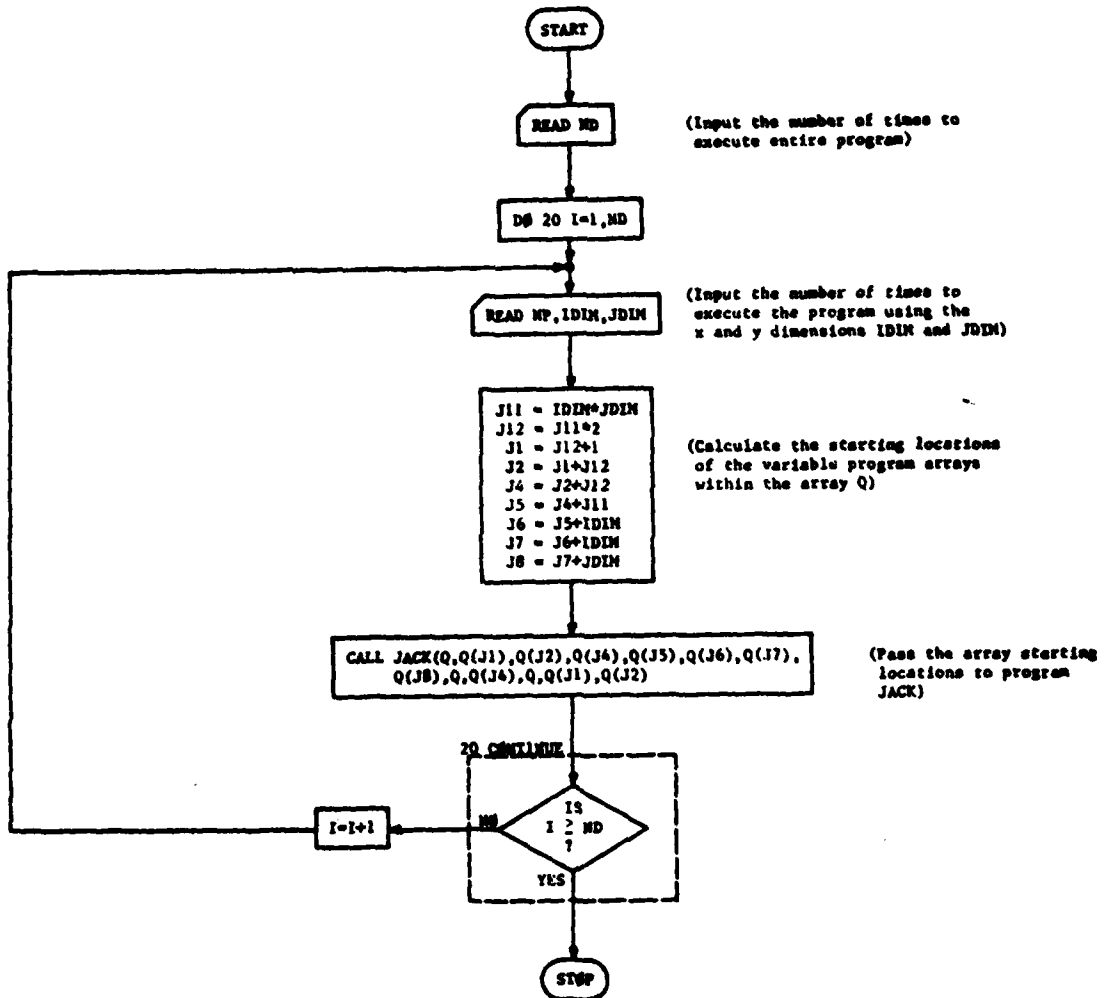 START
READ ND
(Input the number of times to
execute entire program)
DØ 20 I=1,ND
READ NP,IDIM,JDIM
(Input the number of times to
execute the program using the
x and y dimensions IDIM and JDIM)
J11 = IDIM*JDIM
J12 = J11*2
J1 = J12+1
J2 = J1+J12
J4 = J2+J12
J5 = J4+J11
J6 = J5+IDIM
J7 = J6+IDIM
J8 = J7+JDIM
(Calculate the starting locations
of the variable program arrays
within the array Q)
CALL JACK(Q,Q(J1),Q(J2),Q(J4),Q(J5),Q(J6),Q(J7),
Q(J8),Q,Q(J4),Q,Q(J1),Q(J2)
(Pass the array starting
locations to program
JACK)
20 CØNTINUE
IS
I ≥ ND
?
NØ
I=I+1
YES
STØP